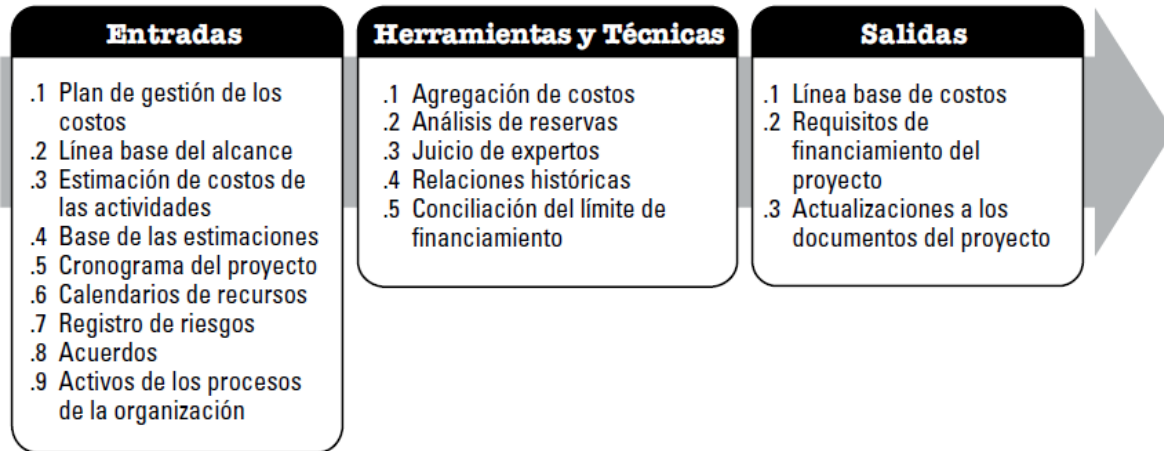 Entradas
.1 Plan de gestión de los
costos
.2 Línea base del alcance
.3 Estimación de costos de
las actividades
.4 Base de las estimaciones
.5 Cronograma del proyecto
.6 Calendarios de recursos
.7 Registro de riesgos
.8 Acuerdos
.9 Activos de los procesos
de la organización
Herramientas y Técnicas
.1 Agregación de costos
.2 Análisis de reservas
.3 Juicio de expertos
.4 Relaciones históricas
.5 Conciliación del límite de
financiamiento
Salidas
.1 Línea base de costos
.2 Requisitos de
financiamiento del
proyecto
.3 Actualizaciones a los
documentos del proyecto